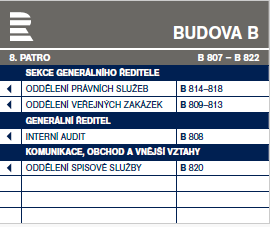 BUDOVA B
8. PATRO B 807 – B 822
SEKCE GENERÁLNÍHO ŘEDITELE
ODDĚLENÍ PRÁVNÍCH SLUŽEB B 814–818
ODDĚLENÍ VEŘEJNÝCH ZAKÁZEK B 809–813
GENERÁLNÍ ŘEDITEL
INTERNÍ AUDIT B 808
KOMUNIKACE, OBCHOD A VNĚJŠÍ VZTAHY
ODDĚLENÍ SPISOVÉ SLUŽBY B 820